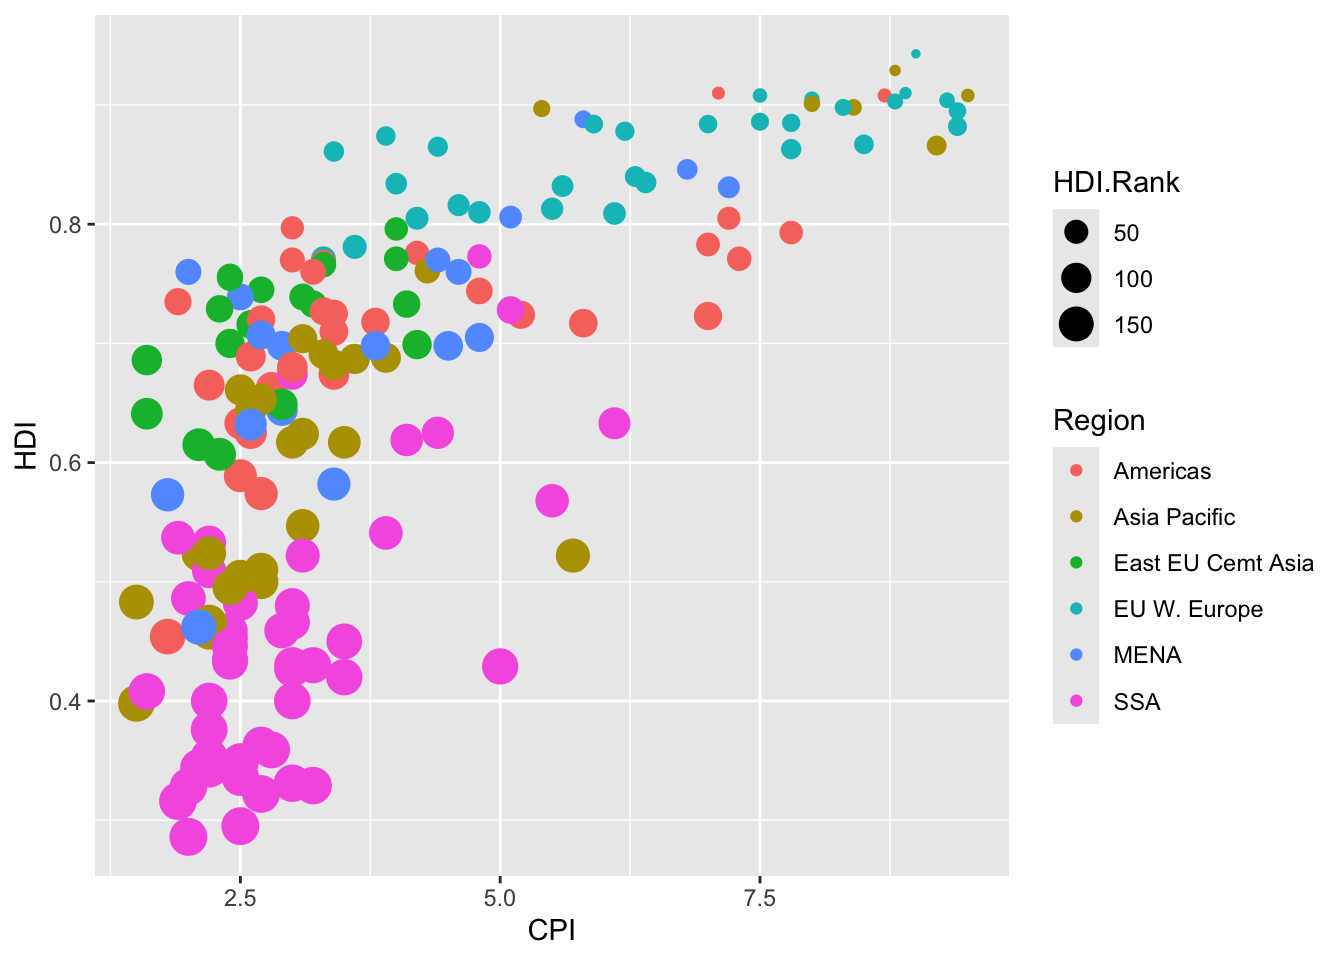 HDI
0.8
0.6
0.4
2.5
5.0
7.5
CPI
HDI.Rank
50
100
150
Region
Americas
Asia Pacific
East EU Cemt Asia
EU W. Europe
MENA
SSA